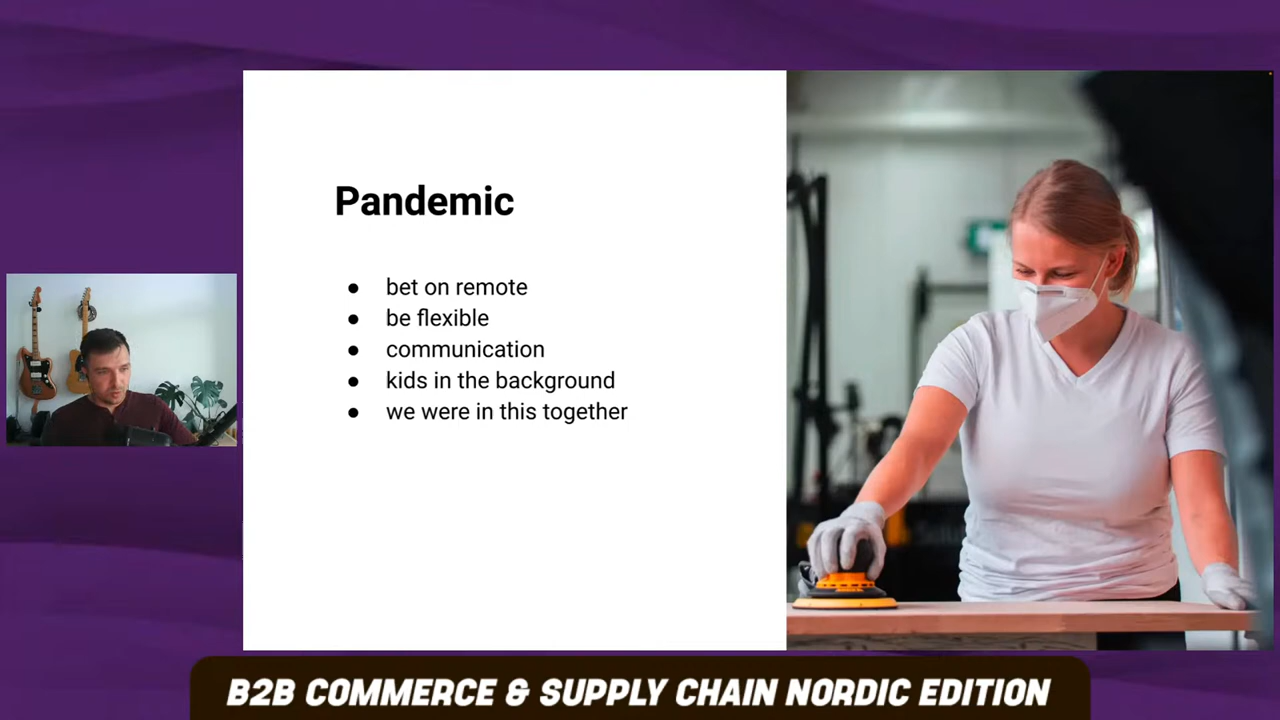 Pandemic
● bet on remote
● be flexible
● communication
● kids in the background
● we were in this together
B2B COMMERCE & SUPPLY CHAIN NORDIC EDITION